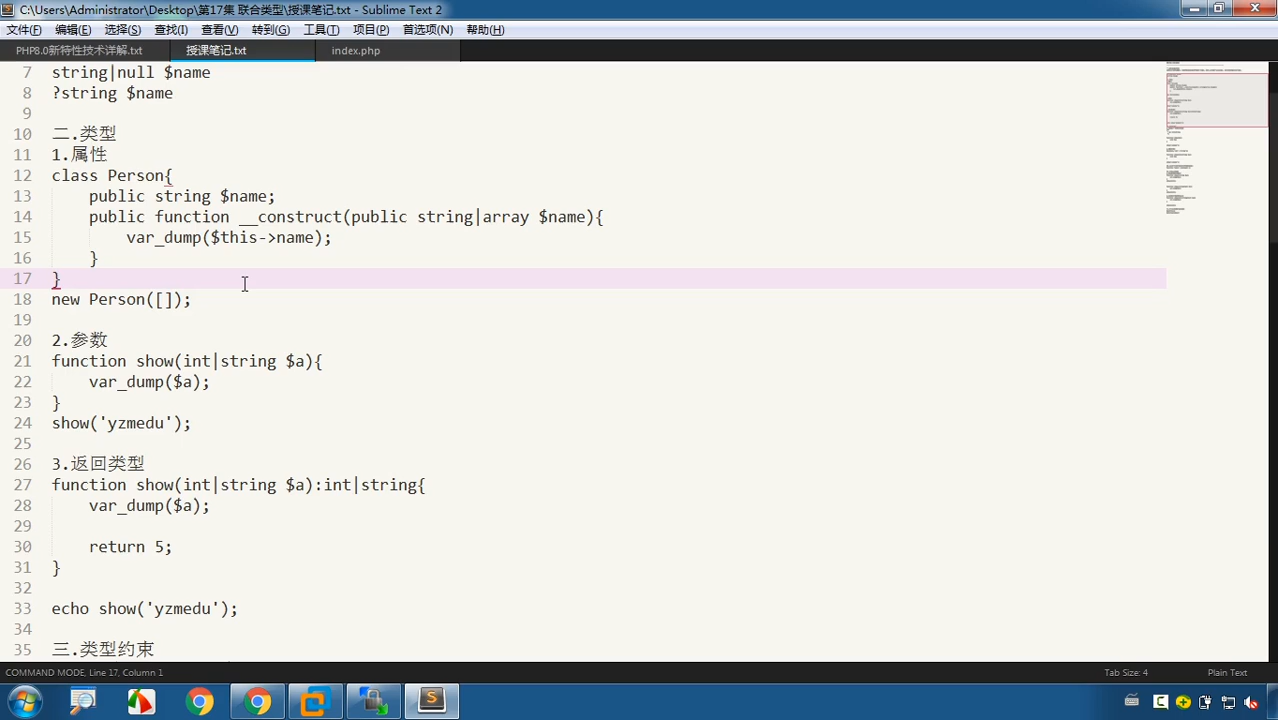 C:\Users\Administrator\Desktop\第17集 联合类型\授课笔记.txt - Sublime Text 2
文件(F) 编辑(E) 选择(S) 查找(I) 查看(V) 转到(G) 工具(T) 项目(P) 首选项(N) 帮助(H)
PHP8.0新特性技术详解.txt 授课笔记.txt index.php
7 string|null $name
8 ?string $name
9
10 二.类型
11 1.属性
12 class Person{
13 public string $name;
14 public function __construct(public string|array $name){
15 var_dump($this->name);
16 }
17 }
18 new Person([]);
19
20 2.参数
21 function show(int|string $a){
22 var_dump($a);
23 }
24 show('yzmedu');
25
26 3.返回类型
27 function show(int|string $a):int|string{
28 var_dump($a);
29
30 return 5;
31 }
32
33 echo show('yzmedu');
34
35 三.类型约束
COMMAND MODE, Line 17, Column 1 Tab Size: 4 Plain Text